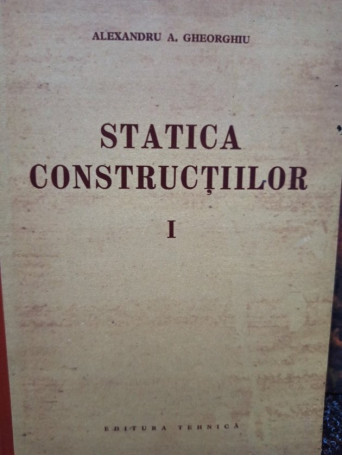 ALEXANDRU A. GHEORGHIU
STATICA
CONSTRUCȚIILOR
I
EDITURA TEHNICĂ